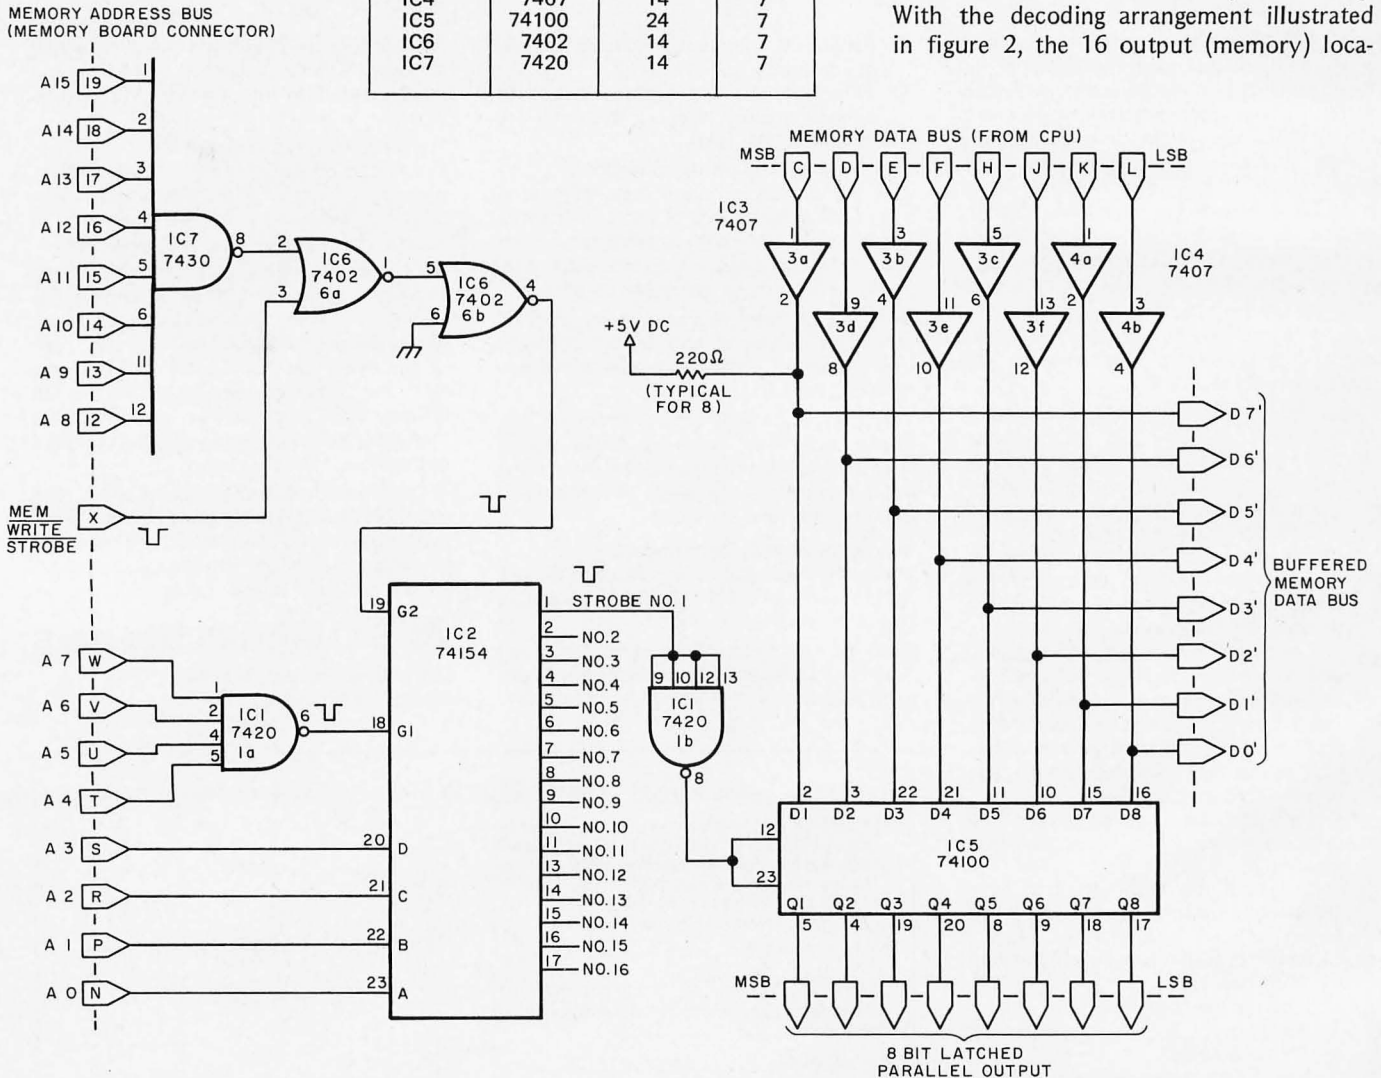 MEMORY ADDRESS BUS
(MEMORY BOARD CONNECTOR)
IC4 7407 14 7
IC5 74100 24 7
IC6 7402 14 7
IC7 7420 14 7
With the decoding arrangement illustrated
in figure 2, the 16 output (memory) loca-
A15 19 1
A14 18 2
A13 17 3
A12 16 4
A11 15 5
A10 14 6
A9 13 11
A8 12 12
IC7
7430
8
2
3
IC6
7402
6a
1
5
6
IC6
7402
6b
4
MEM
WRITE
STROBE
X
A7 W
A6 V
A5 U
A4 T
A3 S
A2 R
A1 P
A0 N
1
2
4
5
IC1
7420
1a
6
19 G2
18 G1
20 D
21 C
22 B
23 A
IC2
74154
1 STROBE NO.1
2 NO.2
3 NO.3
4 NO.4
5 NO.5
6 NO.6
7 NO.7
8 NO.8
9 NO.9
10 NO.10
11 NO.11
13 NO.12
14 NO.13
15 NO.14
16 NO.15
17 NO.16
9 10 12 13
IC1
7420
1b
8
MEMORY DATA BUS (FROM CPU)
MSB C D E F H J K L LSB
IC3
7407
1 3 5 1
3a 3b 3c 4a
2 4 6 2
IC4
7407
9 11 13 3
3d 3e 3f 4b
8 10 12 4
+5V DC
220Ω
(TYPICAL
FOR 8)
D7'
D6'
D5'
D4'
D3'
D2'
D1'
D0'
BUFFERED
MEMORY
DATA BUS
2 3 22 21 11 10 15 16
D1 D2 D3 D4 D5 D6 D7 D8
12
23
IC5
74100
Q1 Q2 Q3 Q4 Q5 Q6 Q7 Q8
5 4 19 20 8 9 18 17
MSB LSB
8 BIT LATCHED
PARALLEL OUTPUT